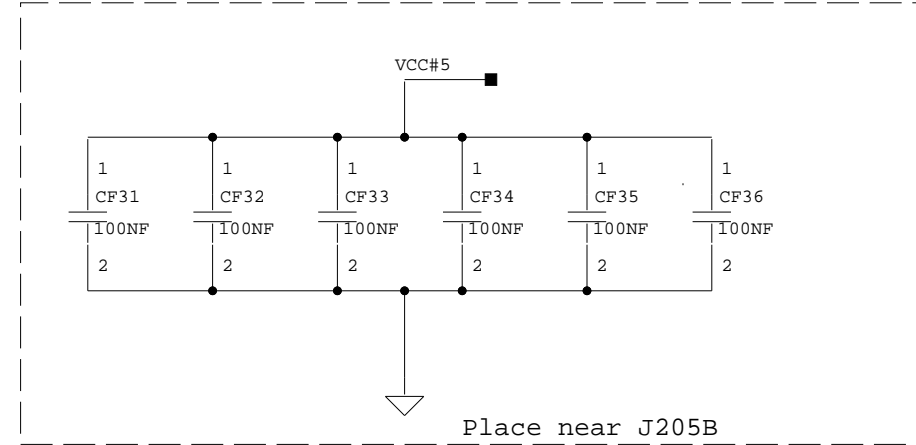 VCC#5
1 1 1 1 1 1
CF31 CF32 CF33 CF34 CF35 CF36
100NF 100NF 100NF 100NF 100NF 100NF
2 2 2 2 2 2
Place near J205B